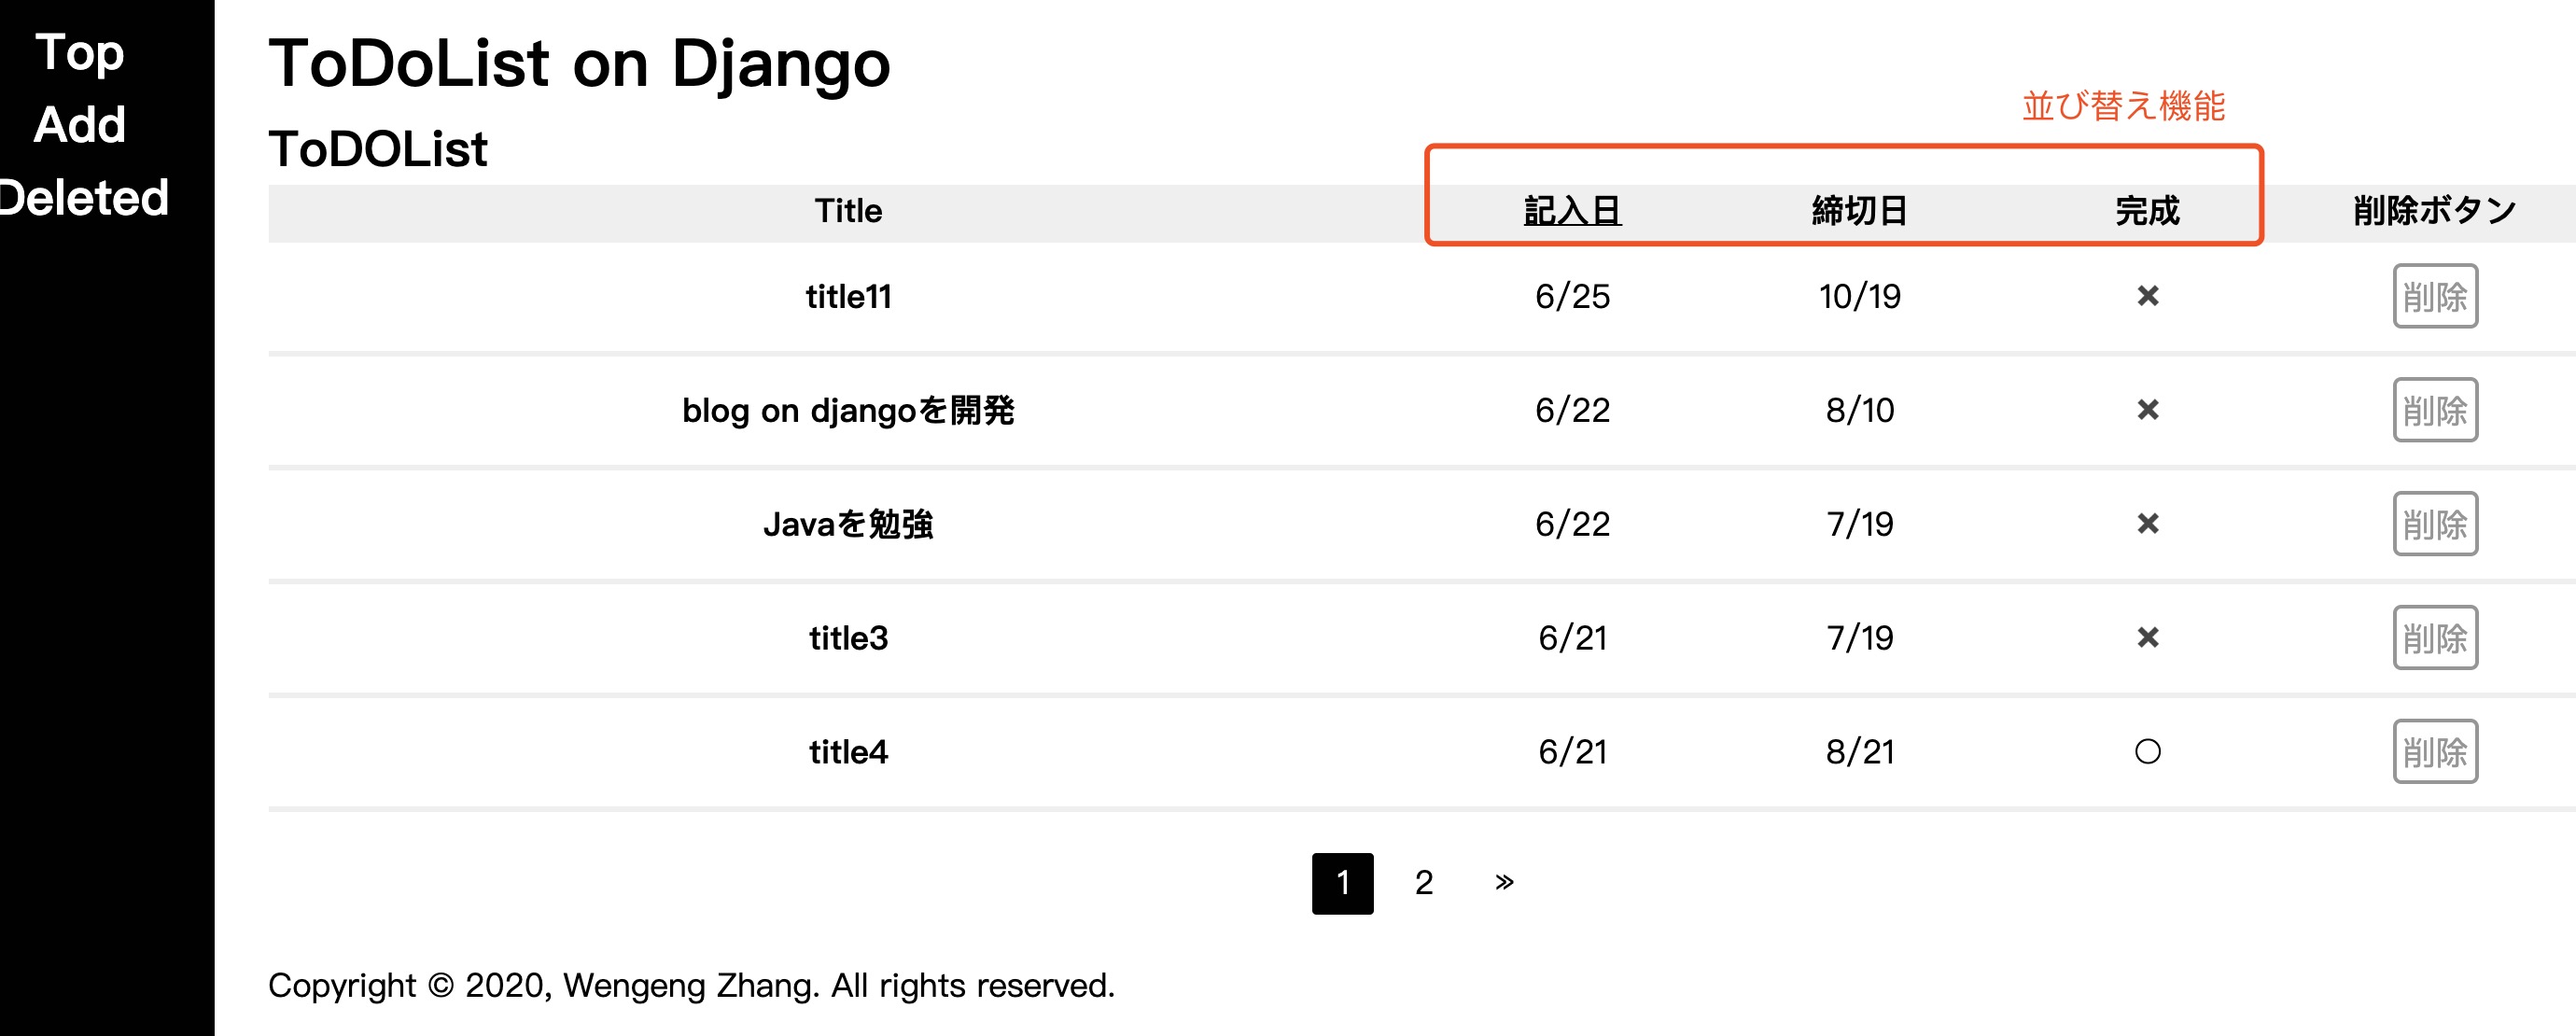 Top
Add
Deleted
ToDoList on Django
並び替え機能
ToDOList
Title 記入日 締切日 完成 削除ボタン
title11 6/25 10/19 ✖ 削除
blog on djangoを開発 6/22 8/10 ✖ 削除
Javaを勉強 6/22 7/19 ✖ 削除
title3 6/21 7/19 ✖ 削除
title4 6/21 8/21 ○ 削除
1 2 »
Copyright © 2020, Wengeng Zhang. All rights reserved.